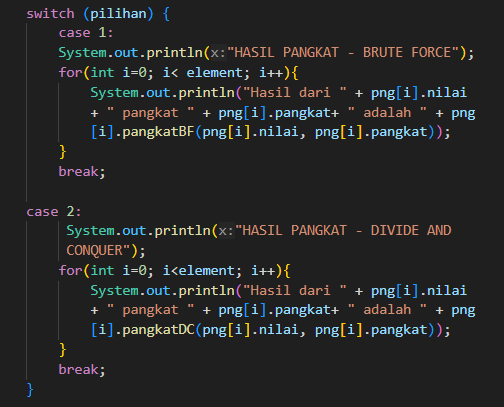 switch (pilihan) {
case 1:
System.out.println(x:"HASIL PANGKAT - BRUTE FORCE");
for(int i=0; i< element; i++){
System.out.println("Hasil dari " + png[i].nilai
+ " pangkat " + png[i].pangkat+ " adalah " + png
[i].pangkatBF(png[i].nilai, png[i].pangkat));
}
break;
case 2:
System.out.println(x:"HASIL PANGKAT - DIVIDE AND
CONQUER");
for(int i=0; i<element; i++){
System.out.println("Hasil dari " + png[i].nilai
+ " pangkat " + png[i].pangkat+ " adalah " + png
[i].pangkatDC(png[i].nilai, png[i].pangkat));
}
break;
}